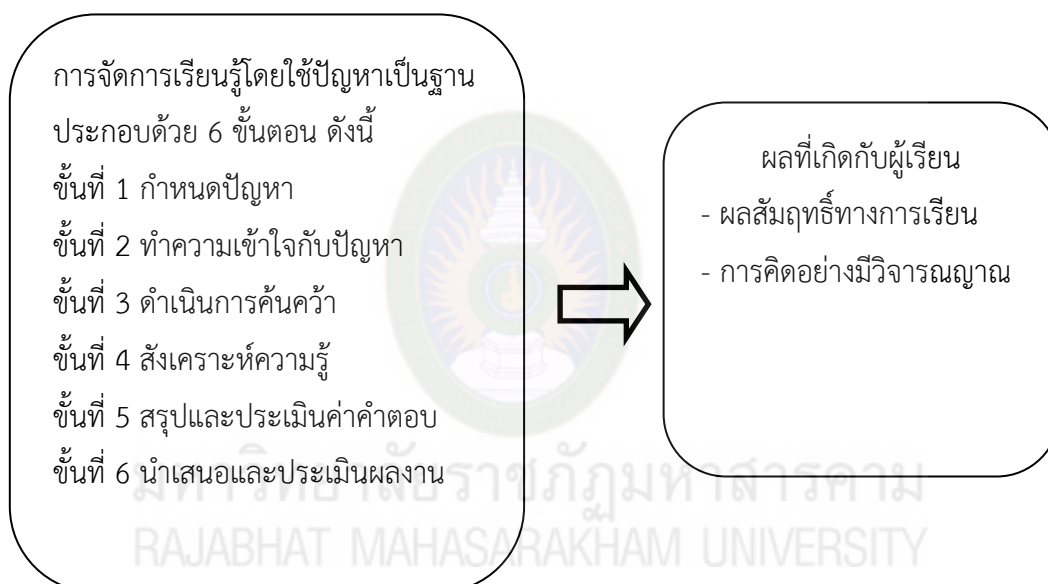 การจัดการเรียนรู้โดยใช้ปัญหาเป็นฐาน
ประกอบด้วย 6 ขั้นตอน ดังนี้
ขั้นที่ 1 กำหนดปัญหา
ขั้นที่ 2 ทำความเข้าใจกับปัญหา
ขั้นที่ 3 ดำเนินการค้นคว้า
ขั้นที่ 4 สังเคราะห์ความรู้
ขั้นที่ 5 สรุปและประเมินค่าคำตอบ
ขั้นที่ 6 นำเสนอและประเมินผลงาน
ผลที่เกิดกับผู้เรียน
- ผลสัมฤทธิ์ทางการเรียน
- การคิดอย่างมีวิจารณญาณ
มหาวิทยาลัยราชภัฏมหาสารคาม
RAJABHAT MAHASARAKHAM UNIVERSITY